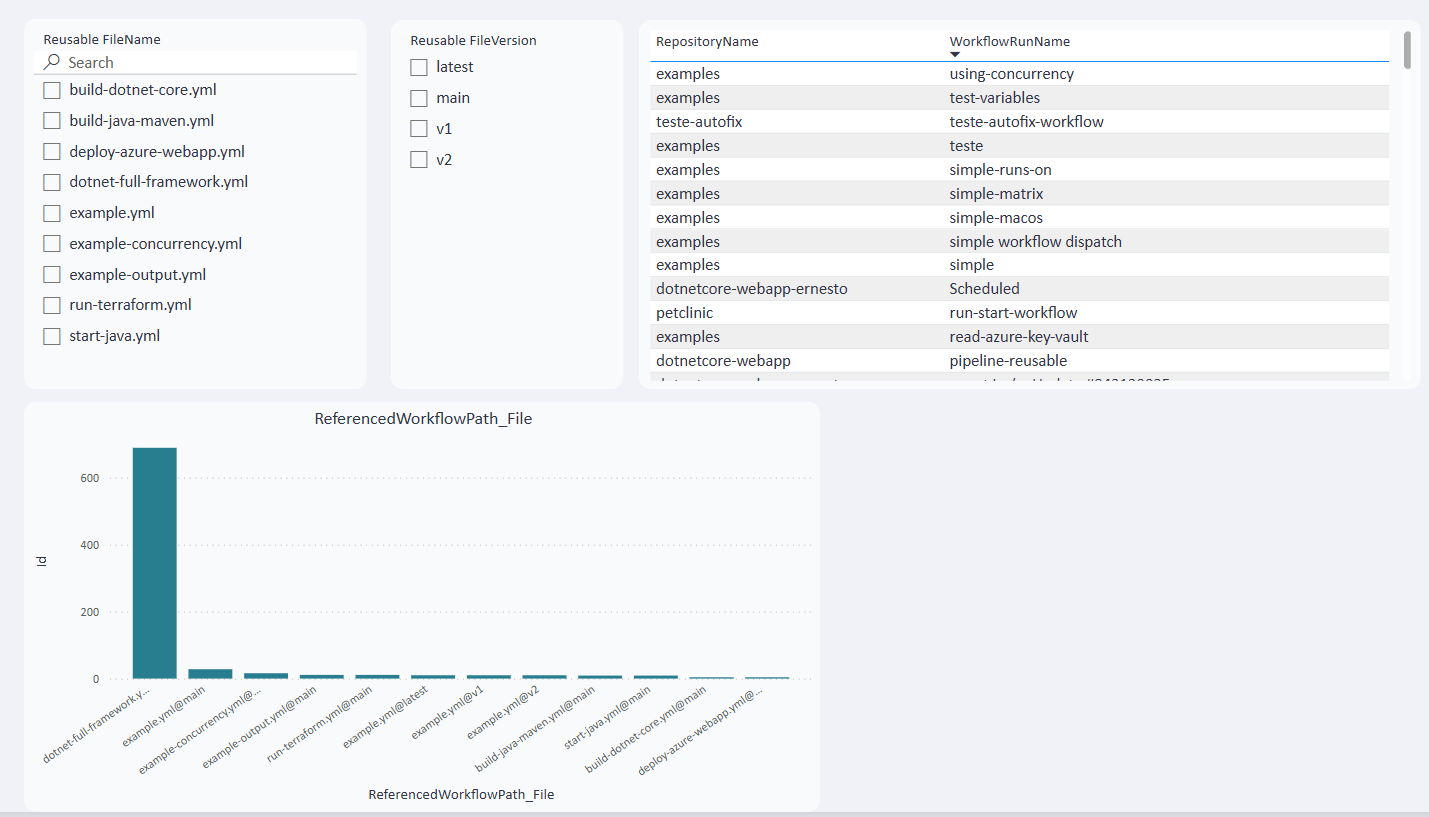 Reusable FileName
Search
build-dotnet-core.yml
build-java-maven.yml
deploy-azure-webapp.yml
dotnet-full-framework.yml
example.yml
example-concurrency.yml
example-output.yml
run-terraform.yml
start-java.yml
Reusable FileVersion
latest
main
v1
v2
RepositoryName WorkflowRunName
examples using-concurrency
examples test-variables
teste-autofix teste-autofix-workflow
examples teste
examples simple-runs-on
examples simple-matrix
examples simple-macos
examples simple workflow dispatch
examples simple
dotnetcore-webapp-ernesto Scheduled
petclinic run-start-workflow
examples read-azure-key-vault
dotnetcore-webapp pipeline-reusable
ReferencedWorkflowPath_File
Id
600
400
200
0
dotnet-full-framework.y...
example.yml@main
example-concurrency.yml@...
example-output.yml@main
run-terraform.yml@main
example.yml@latest
example.yml@v1
example.yml@v2
build-java-maven.yml@main
start-java.yml@main
build-dotnet-core.yml@main
deploy-azure-webapp.yml@...
ReferencedWorkflowPath_File